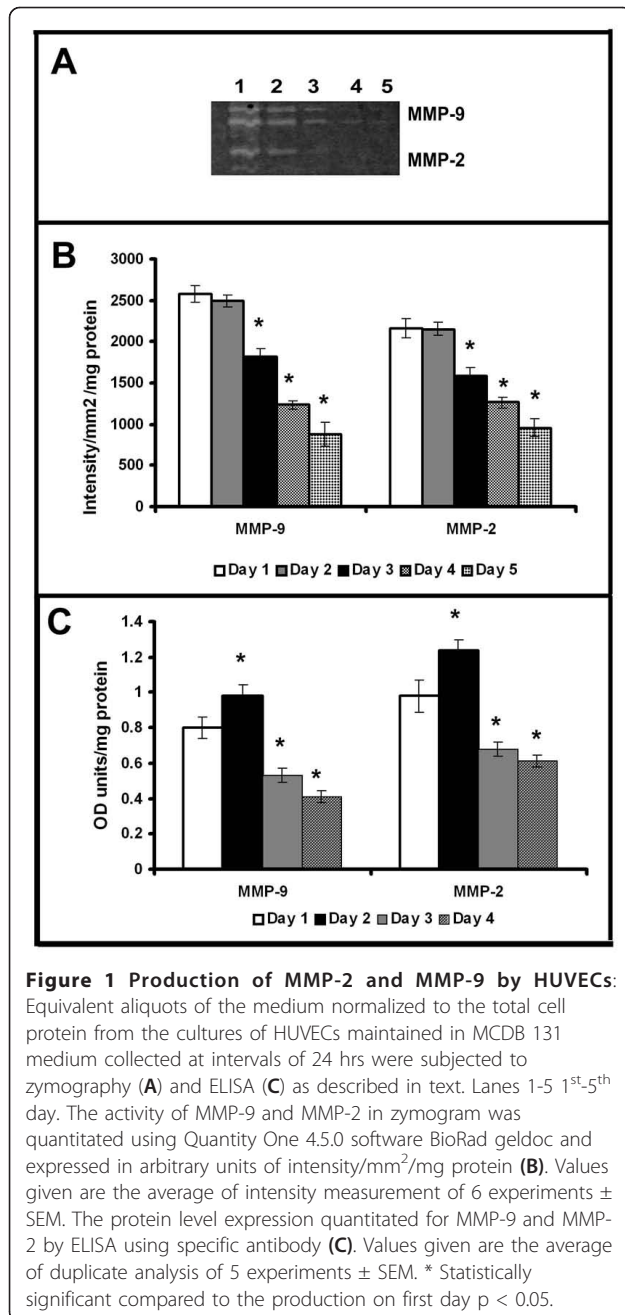 A
1 2 3 4 5
MMP-9
MMP-2
B
3000
2500
2000
1500
1000
500
0
Intensity/mm2/mg protein
*
*
*
*
*
*
MMP-9 MMP-2
Day 1 Day 2 Day 3 Day 4 Day 5
C
1.4
1.2
1
0.8
0.6
0.4
0.2
0
OD units/mg protein
*
*
*
*
*
*
MMP-9 MMP-2
Day 1 Day 2 Day 3 Day 4
Figure 1 Production of MMP-2 and MMP-9 by HUVECs:
Equivalent aliquots of the medium normalized to the total cell
protein from the cultures of HUVECs maintained in MCDB 131
medium collected at intervals of 24 hrs were subjected to
zymography (A) and ELISA (C) as described in text. Lanes 1-5 1st-5th
day. The activity of MMP-9 and MMP-2 in zymogram was
quantitated using Quantity One 4.5.0 software BioRad geldoc and
expressed in arbitrary units of intensity/mm2/mg protein (B). Values
given are the average of intensity measurement of 6 experiments ±
SEM. The protein level expression quantitated for MMP-9 and MMP-
2 by ELISA using specific antibody (C). Values given are the average
of duplicate analysis of 5 experiments ± SEM. * Statistically
significant compared to the production on first day p < 0.05.